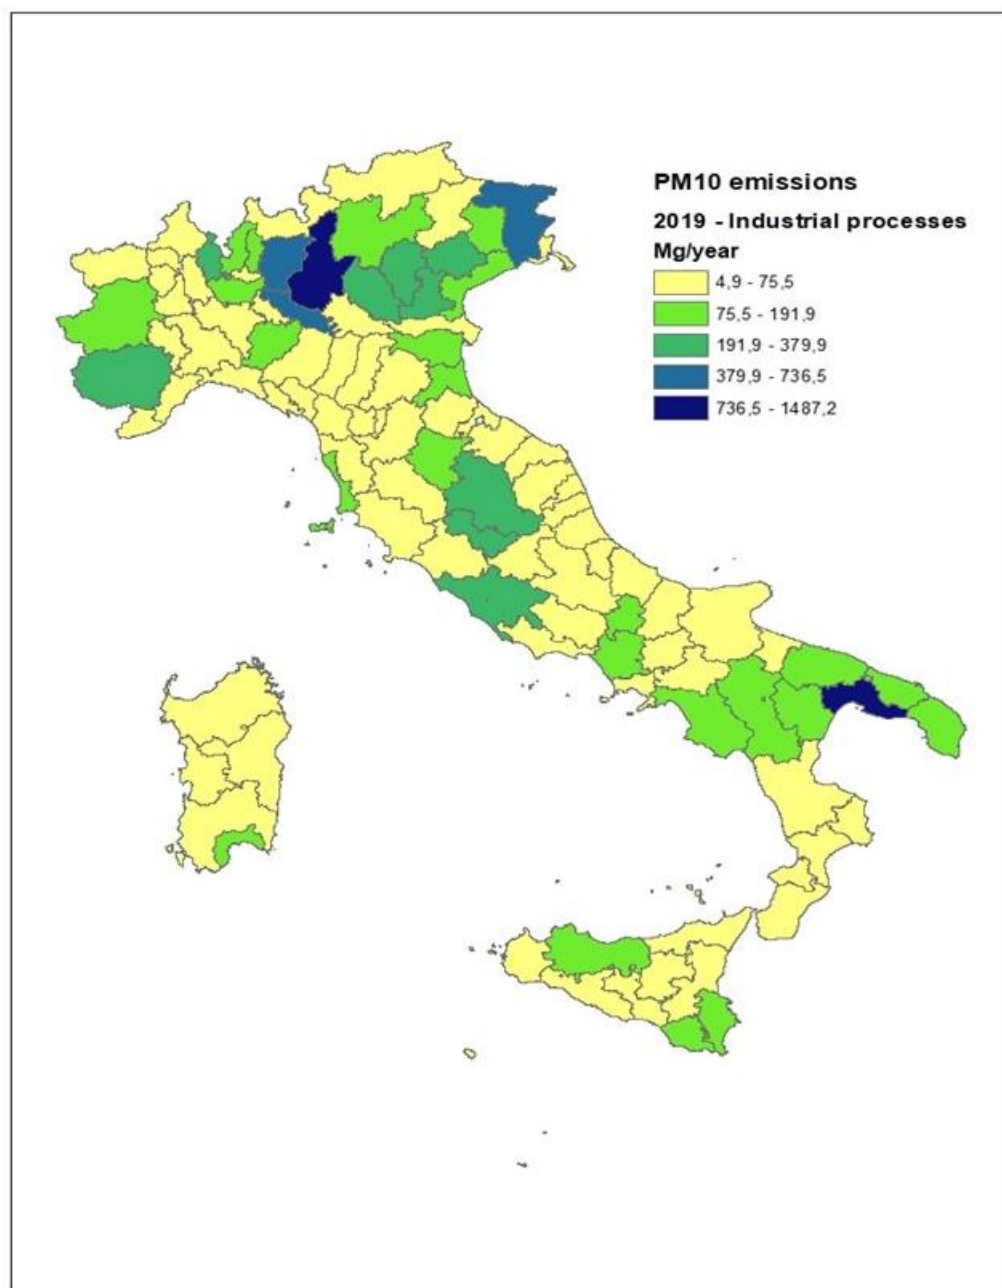 PM10 emissions
2019 - Industrial processes
Mg/year
4,9 - 75,5
75,5 - 191,9
191,9 - 379,9
379,9 - 736,5
736,5 - 1487,2